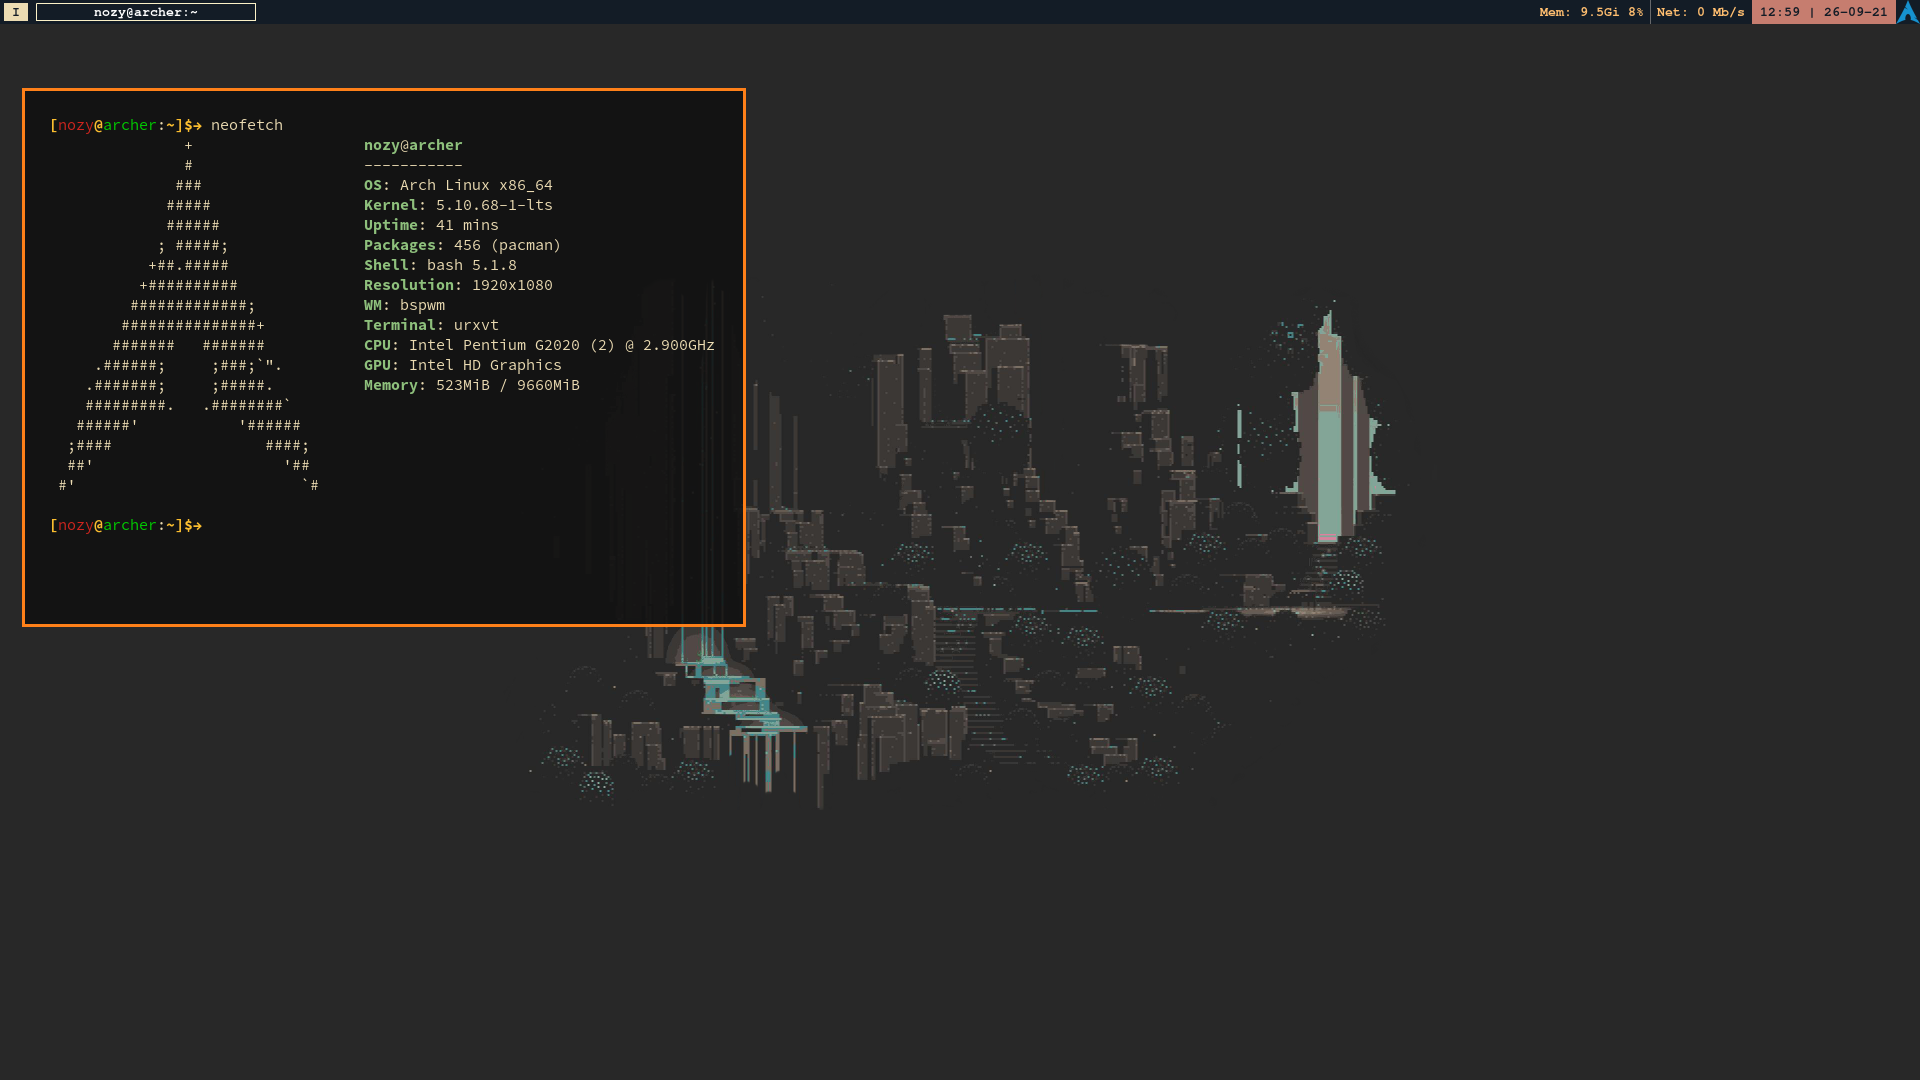 I nozy@archer:~ Mem: 9.5Gi 8% Net: 0 Mb/s 12:59 | 26-09-21
[nozy@archer:~]$➜ neofetch
+ nozy@archer
# -----------
### OS: Arch Linux x86_64
##### Kernel: 5.10.68-1-lts
###### Uptime: 41 mins
; #####; Packages: 456 (pacman)
+##.##### Shell: bash 5.1.8
+########## Resolution: 1920x1080
#############; WM: bspwm
###############+ Terminal: urxvt
####### ####### CPU: Intel Pentium G2020 (2) @ 2.900GHz
.######; ;###;`". GPU: Intel HD Graphics
.#######; ;#####. Memory: 523MiB / 9660MiB
#########. .########`
######' '######
;#### ####;
##' '##
#' `#
[nozy@archer:~]$➜